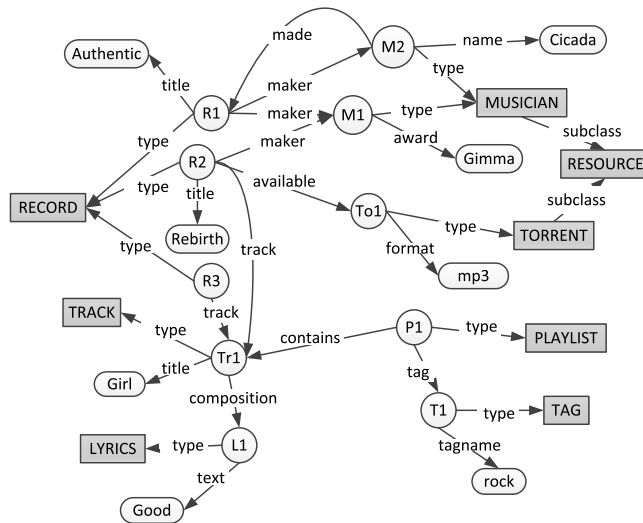 made
M2
name
Cicada
Authentic
type
title
maker
MUSICIAN
R1
maker
M1
type
subclass
type
maker
award
Gimma
RESOURCE
R2
type
title
available
subclass
RECORD
To1
type
TORRENT
Rebirth
track
format
type
R3
mp3
track
TRACK
type
contains
P1
type
PLAYLIST
Tr1
title
Girl
tag
composition
T1
type
TAG
LYRICS
type
L1
tagname
text
rock
Good